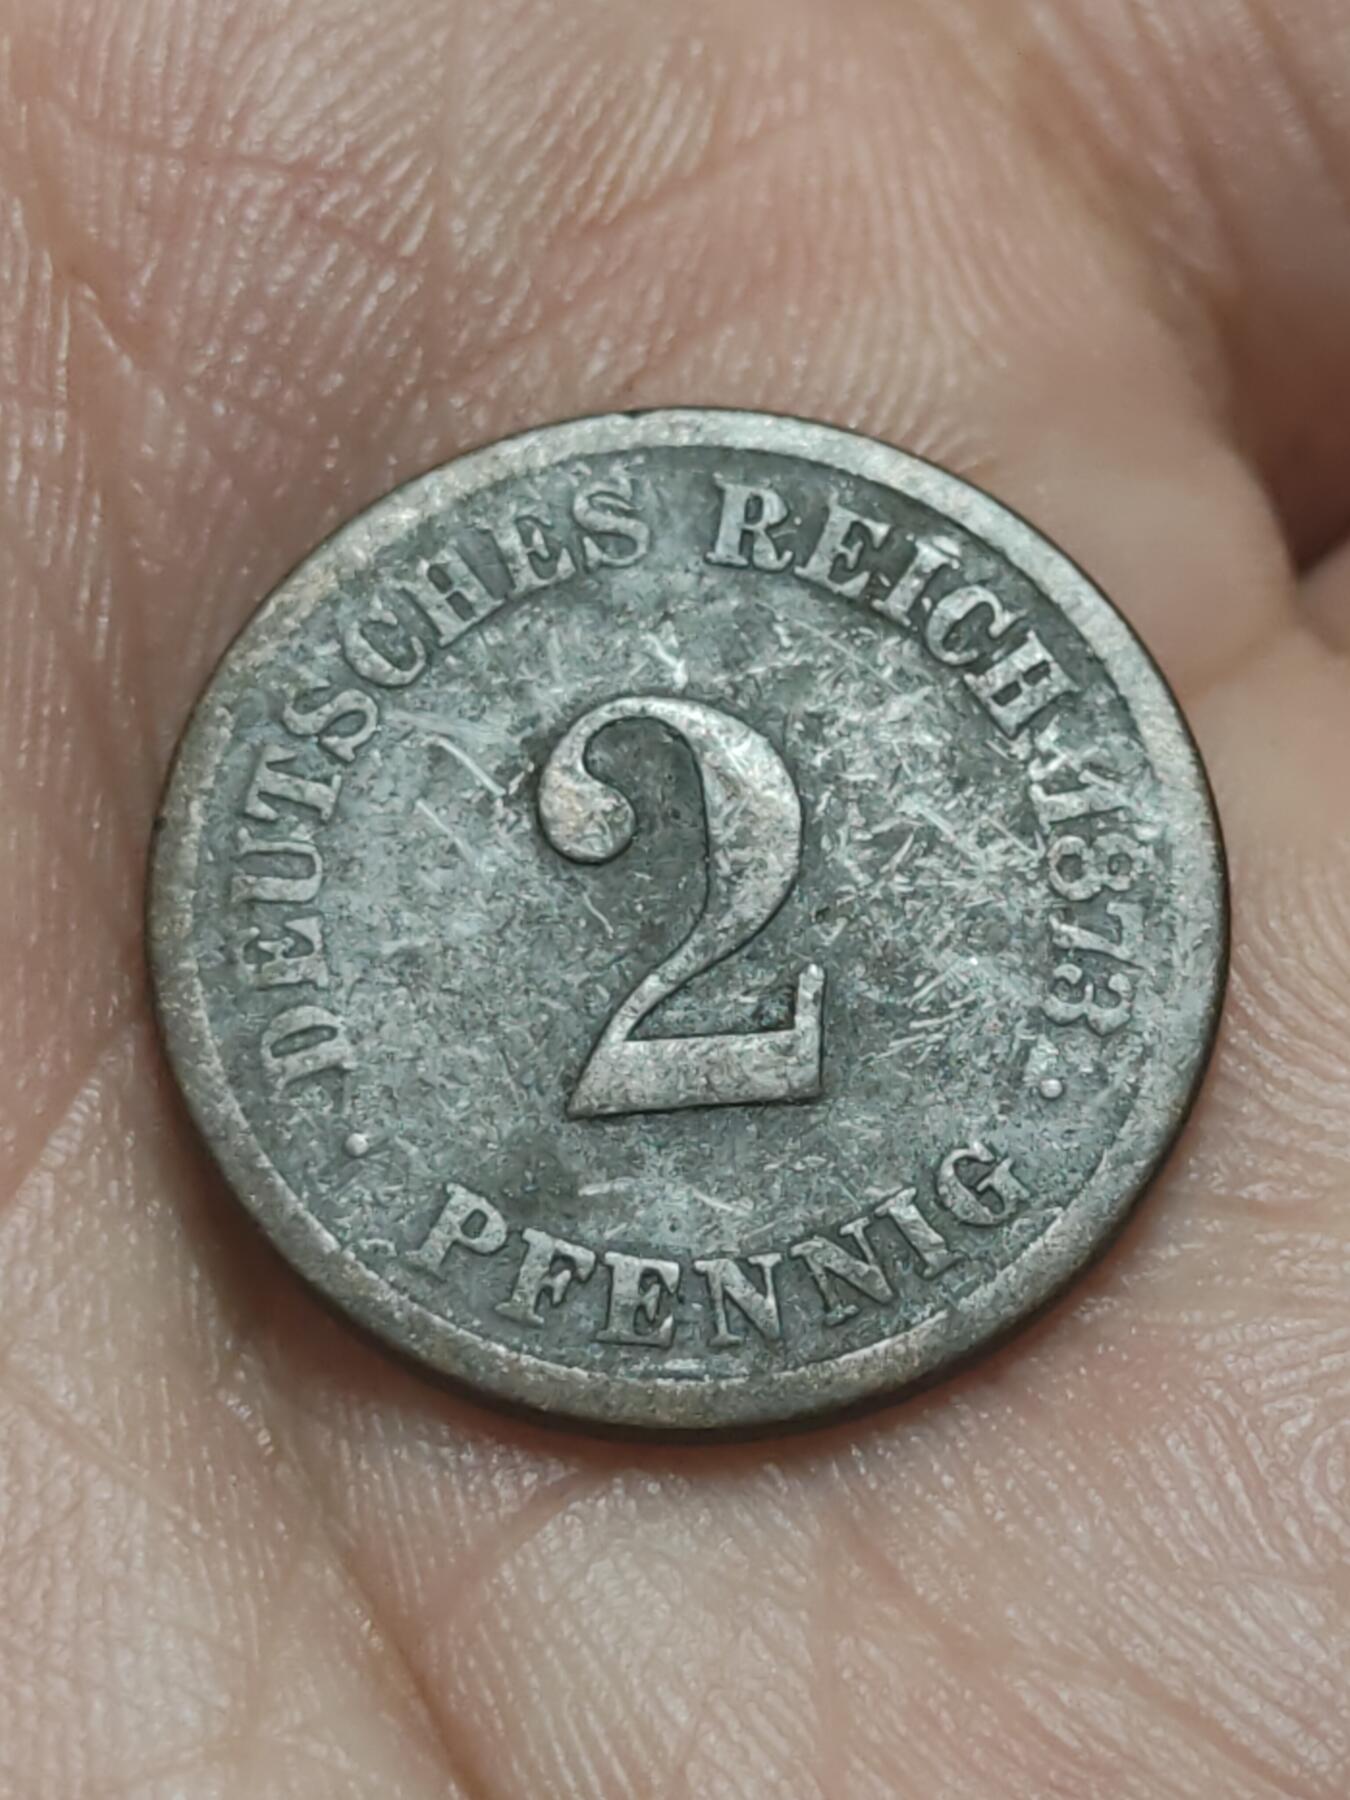 DEUTSCHES REICH 1873
2
PFENNIG